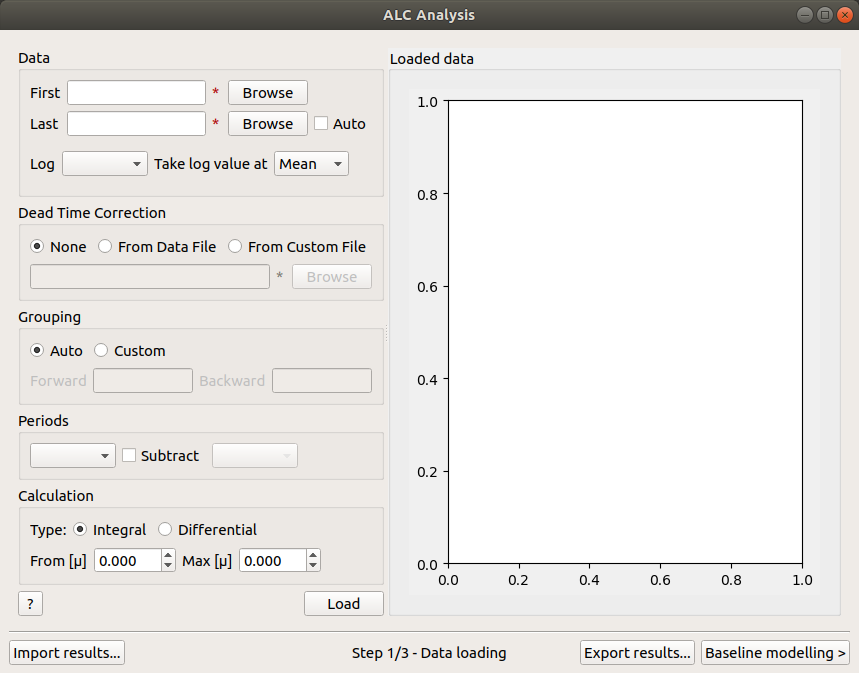 ALC Analysis
Data
First * Browse
Last * Browse Auto
Log Take log value at Mean
Dead Time Correction
None From Data File From Custom File
* Browse
Grouping
Auto Custom
Forward Backward
Periods
Subtract
Calculation
Type: Integral Differential
From [µ] 0.000 Max [µ] 0.000
? Load
Loaded data
1.0
0.8
0.6
0.4
0.2
0.0
0.0 0.2 0.4 0.6 0.8 1.0
Import results... Step 1/3 - Data loading Export results... Baseline modelling >